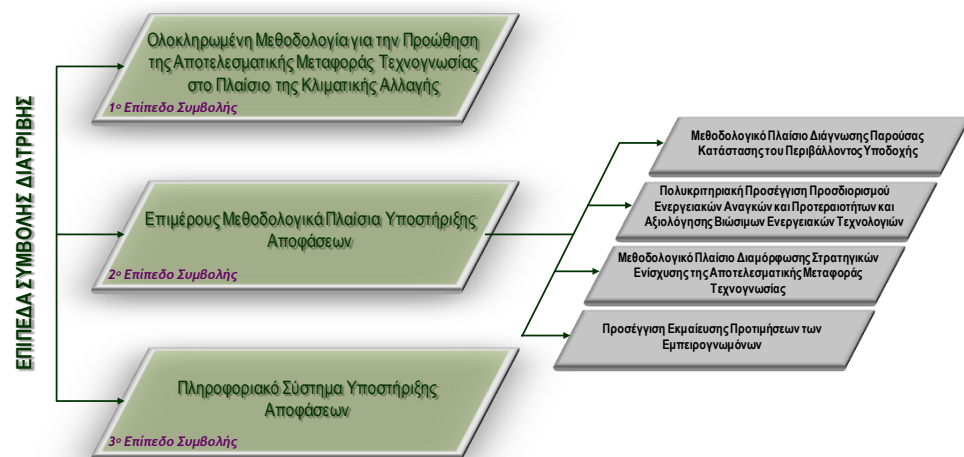 ΕΠΙΠΕΔΑ ΣΥΜΒΟΛΗΣ ΔΙΑΤΡΙΒΗΣ
Ολοκληρωμένη Μεθοδολογία για την Προώθηση
της Αποτελεσματικής Μεταφοράς Τεχνογνωσίας
στο Πλαίσιο της Κλιματικής Αλλαγής
1ο Επίπεδο Συμβολής
Επιμέρους Μεθοδολογικά Πλαίσια Υποστήριξης
Αποφάσεων
2ο Επίπεδο Συμβολής
Πληροφοριακό Σύστημα Υποστήριξης
Αποφάσεων
3ο Επίπεδο Συμβολής
Μεθοδολογικό Πλαίσιο Διάγνωσης Παρούσας
Κατάστασης του Περιβάλλοντος Υποδοχής
Πολυκριτηριακή Προσέγγιση Προσδιορισμού
Ενεργειακών Αναγκών και Προτεραιοτήτων και
Αξιολόγησης Βιώσιμων Ενεργειακών Τεχνολογιών
Μεθοδολογικό Πλαίσιο Διαμόρφωσης Στρατηγικών
Ενίσχυσης της Αποτελεσματικής Μεταφοράς
Τεχνογνωσίας
Προσέγγιση Εκμαίευσης Προτιμήσεων των
Εμπειρογνωμόνων